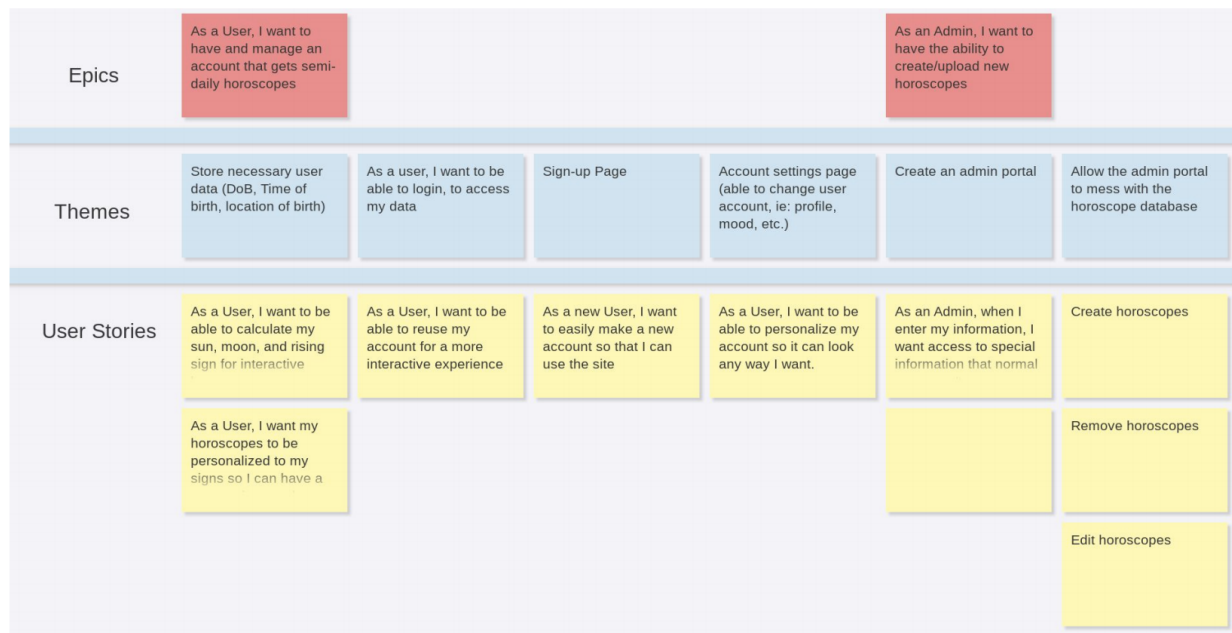 Epics
As a User, I want to
have and manage an
account that gets semi-
daily horoscopes
As an Admin, I want to
have the ability to
create/upload new
horoscopes
Themes
Store necessary user
data (DoB, Time of
birth, location of birth)
As a user, I want to be
able to login, to access
my data
Sign-up Page
Account settings page
(able to change user
account, ie: profile,
mood, etc.)
Create an admin portal
Allow the admin portal
to mess with the
horoscope database
User Stories
As a User, I want to be
able to calculate my
sun, moon, and rising
sign for interactive
As a User, I want to be
able to reuse my
account for a more
interactive experience
As a new User, I want
to easily make a new
account so that I can
use the site
As a User, I want to be
able to personalize my
account so it can look
any way I want.
As an Admin, when I
enter my information, I
want access to special
information that normal
Create horoscopes
As a User, I want my
horoscopes to be
personalized to my
signs so I can have a
Remove horoscopes
Edit horoscopes